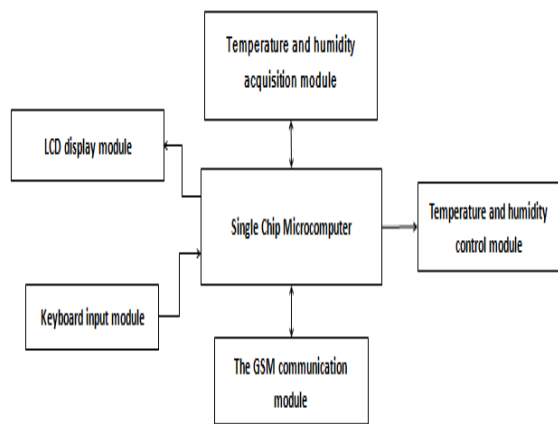 Temperature and humidity
acquisition module
LCD display module
Single Chip Microcomputer
Temperature and humidity
control module
Keyboard input module
The GSM communication
module